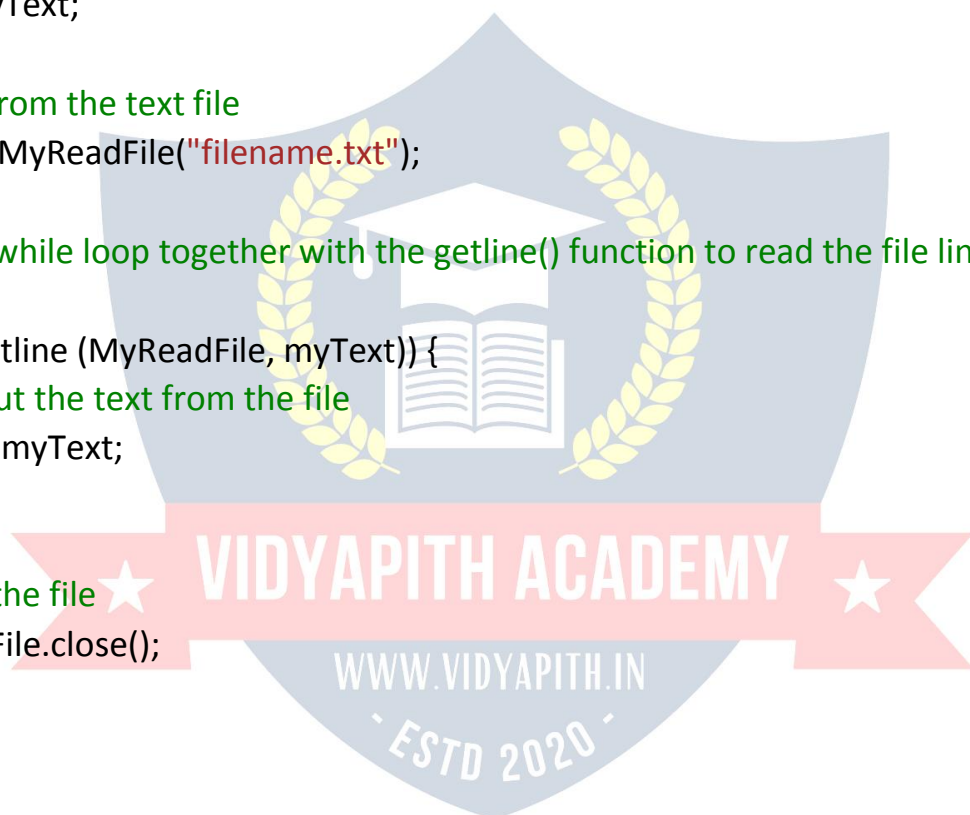 Text;
rom the text file
MyReadFile("filename.txt");
while loop together with the getline() function to read the file lin
tline (MyReadFile, myText)) {
ut the text from the file
myText;
VIDYAPITH ACADEMY
the file
File.close();
WWW.VIDYAPITH.IN
- ESTD 2020 -